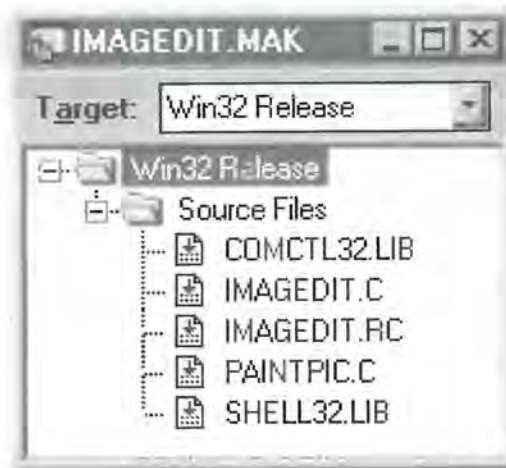 IMAGEDIT.MAK
Target: Win32 Release
Win32 Release
Source Files
COMCTL32.LIB
IMAGEDIT.C
IMAGEDIT.RC
PAINTPIC.C
SHELL32.LIB